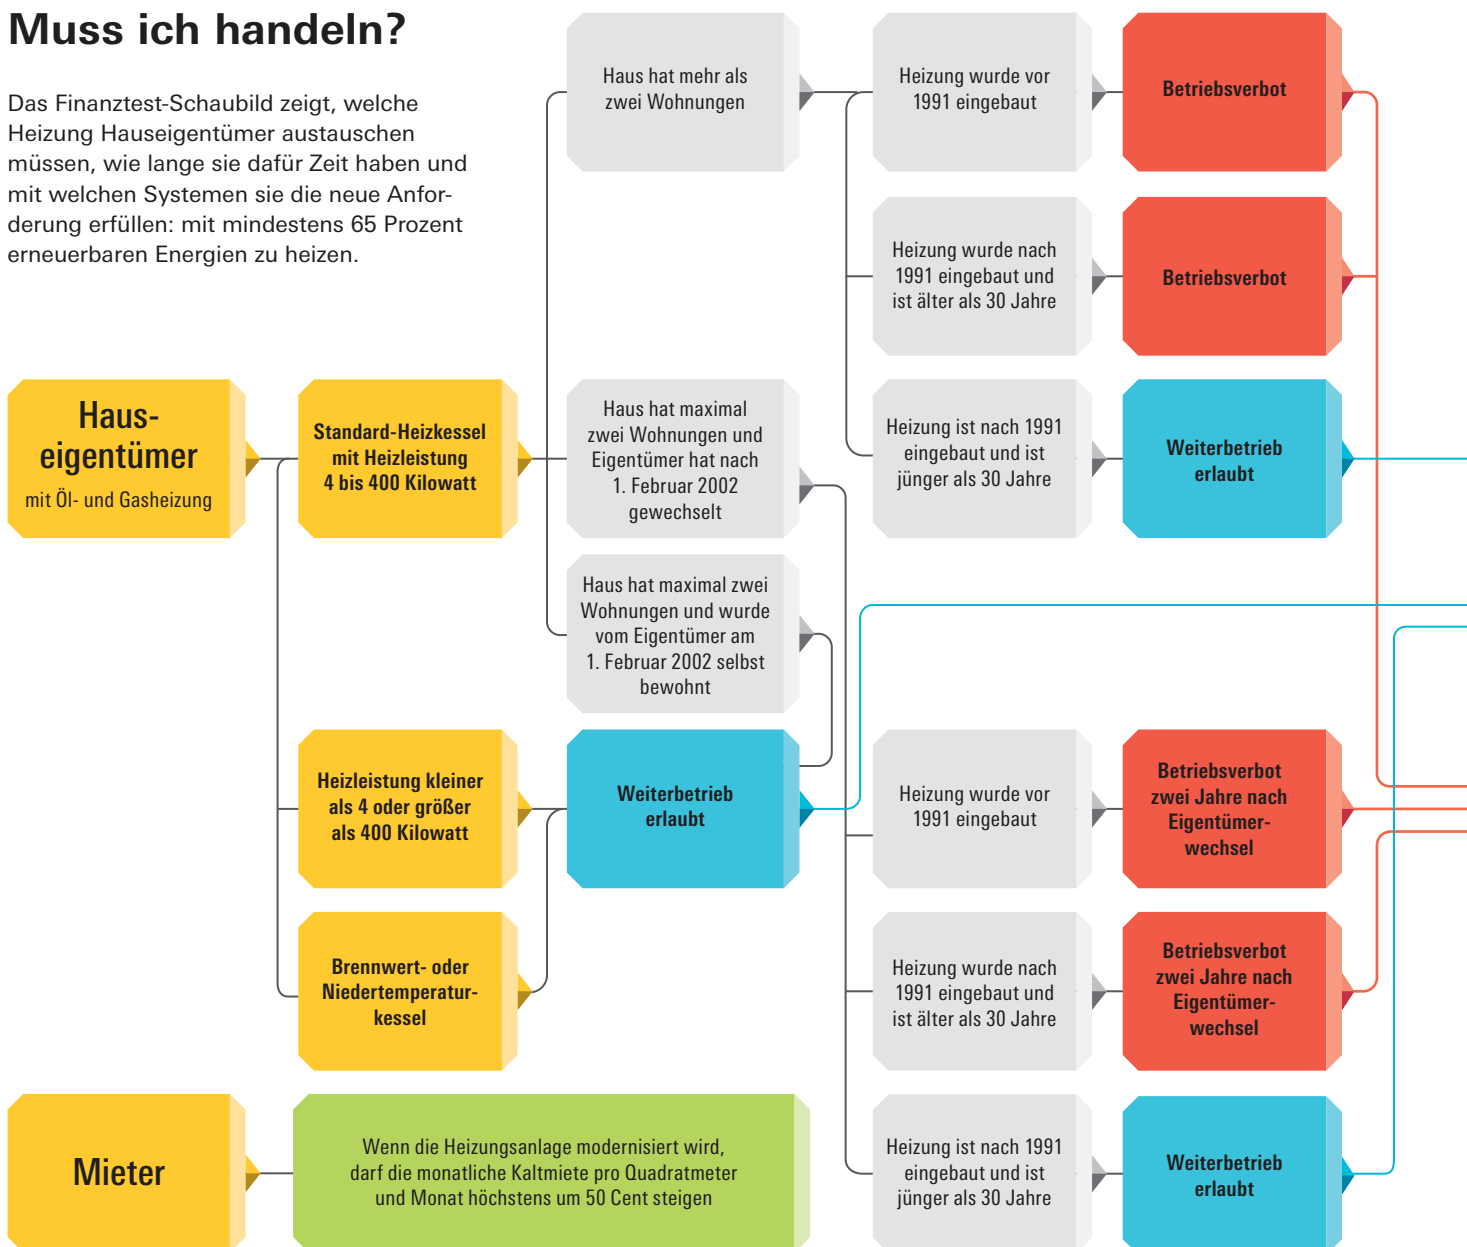 Muss ich handeln?
Das Finanztest-Schaubild zeigt, welche
Heizung Hauseigentümer austauschen
müssen, wie lange sie dafür Zeit haben und
mit welchen Systemen sie die neue Anfor-
derung erfüllen: mit mindestens 65 Prozent
erneuerbaren Energien zu heizen.
Haus-
eigentümer
mit Öl- und Gasheizung
Standard-Heizkessel
mit Heizleistung
4 bis 400 Kilowatt
Heizleistung kleiner
als 4 oder größer
als 400 Kilowatt
Brennwert- oder
Niedertemperatur-
kessel
Haus hat mehr als
zwei Wohnungen
Haus hat maximal
zwei Wohnungen und
Eigentümer hat nach
1. Februar 2002
gewechselt
Haus hat maximal zwei
Wohnungen und wurde
vom Eigentümer am
1. Februar 2002 selbst
bewohnt
Weiterbetrieb
erlaubt
Heizung wurde vor
1991 eingebaut
Betriebsverbot
Heizung wurde nach
1991 eingebaut und
ist älter als 30 Jahre
Betriebsverbot
Heizung ist nach 1991
eingebaut und ist
jünger als 30 Jahre
Weiterbetrieb
erlaubt
Heizung wurde vor
1991 eingebaut
Betriebsverbot
zwei Jahre nach
Eigentümer-
wechsel
Heizung wurde nach
1991 eingebaut und
ist älter als 30 Jahre
Betriebsverbot
zwei Jahre nach
Eigentümer-
wechsel
Heizung ist nach 1991
eingebaut und ist
jünger als 30 Jahre
Weiterbetrieb
erlaubt
Mieter
Wenn die Heizungsanlage modernisiert wird,
darf die monatliche Kaltmiete pro Quadratmeter
und Monat höchstens um 50 Cent steigen